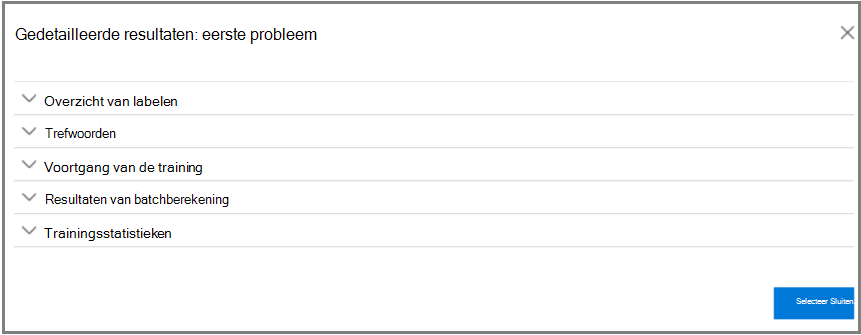 Gedetailleerde resultaten: eerste probleem
Overzicht van labelen
Trefwoorden
Voortgang van de training
Resultaten van batchberekening
Trainingsstatistieken
Selecteer Sluiten